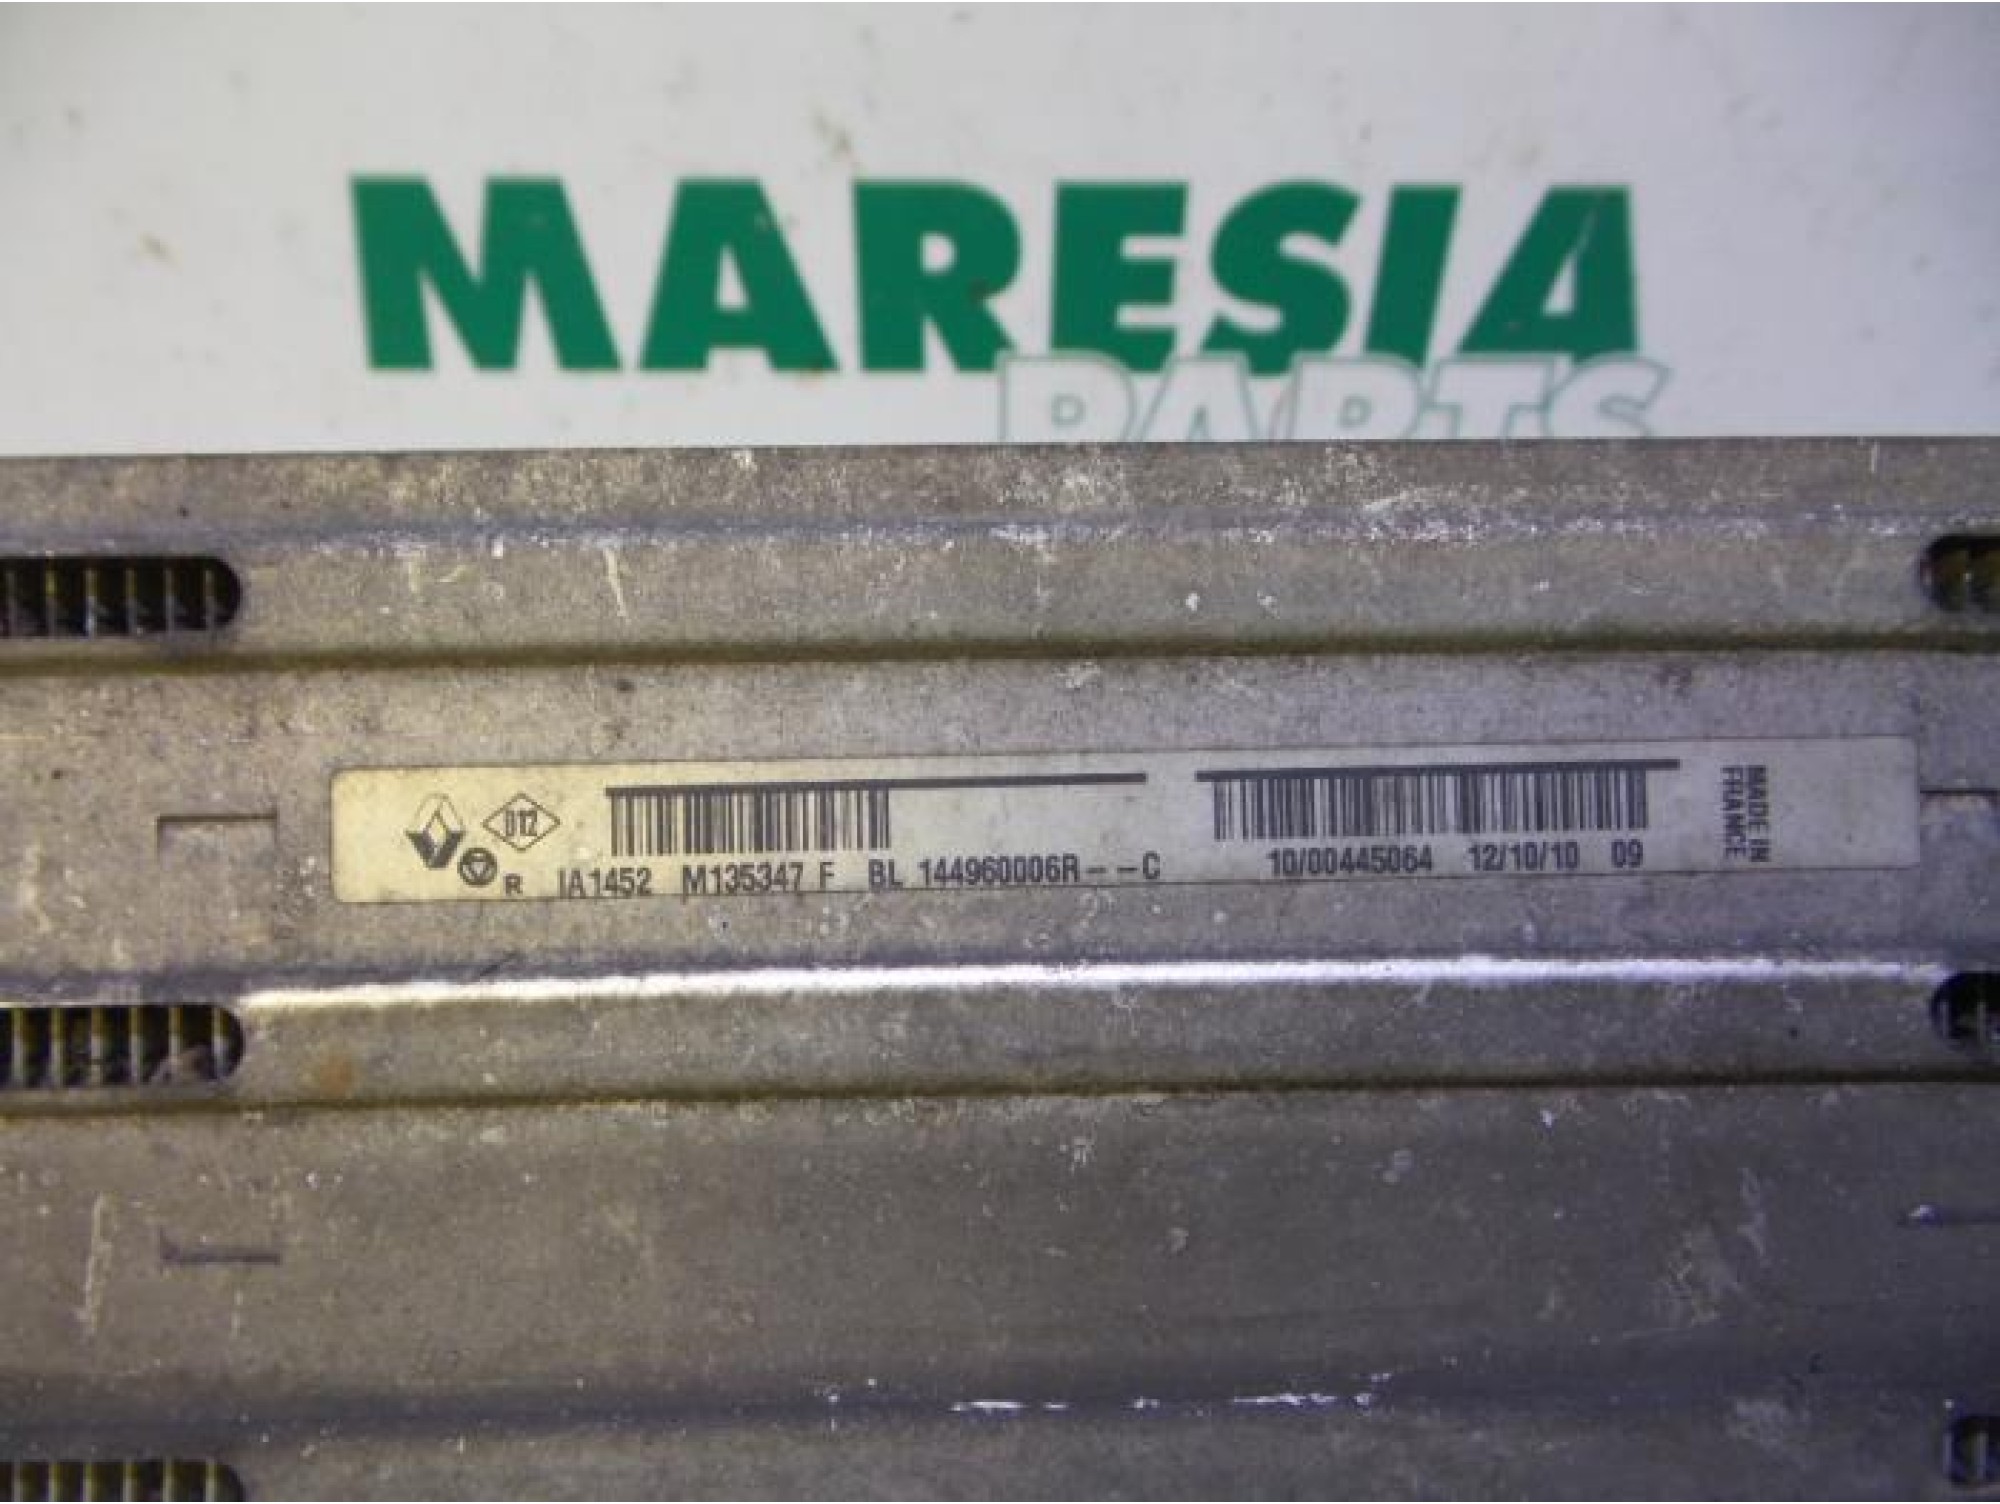 MARESIA
PARTS
D12
R IA1452 M135347 F BL 144960006R--C 10/00445064 12/10/10 09
MADE IN
FRANCE